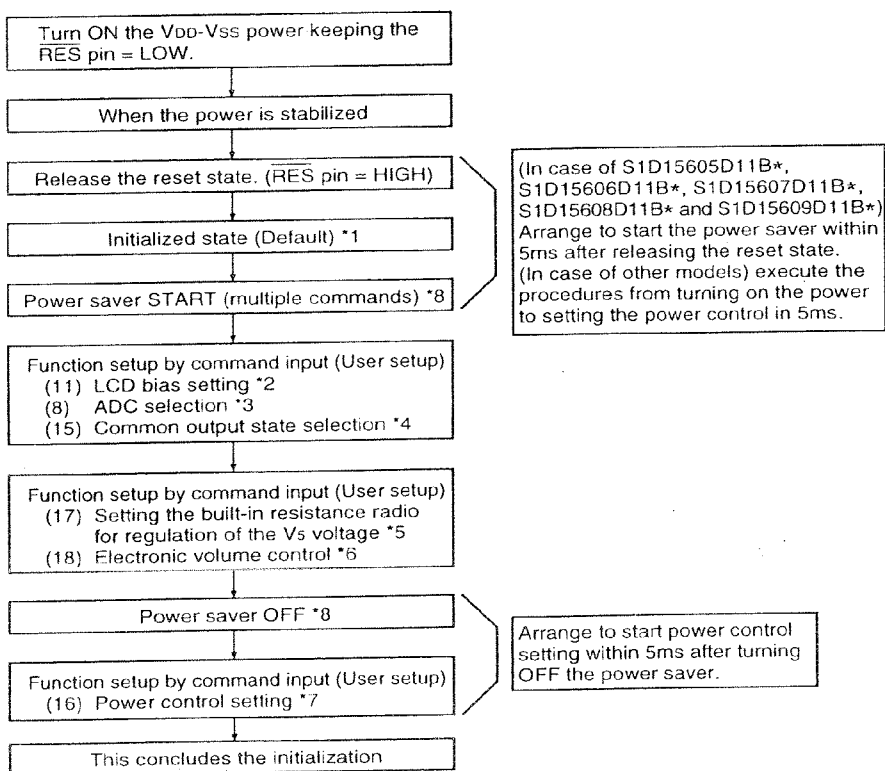 Turn ON the VDD-VSS power keeping the
RES pin = LOW.
When the power is stabilized
Release the reset state. (RES pin = HIGH)
Initialized state (Default) *1
Power saver START (multiple commands) *8
(In case of S1D15605D11B*,
S1D15606D11B*, S1D15607D11B*,
S1D15608D11B* and S1D15609D11B*)
Arrange to start the power saver within
5ms after releasing the reset state.
(In case of other models) execute the
procedures from turning on the power
to setting the power control in 5ms.
Function setup by command input (User setup)
(11) LCD bias setting *2
(8) ADC selection *3
(15) Common output state selection *4
Function setup by command input (User setup)
(17) Setting the built-in resistance radio
for regulation of the V5 voltage *5
(18) Electronic volume control *6
Power saver OFF *8
Function setup by command input (User setup)
(16) Power control setting *7
Arrange to start power control
setting within 5ms after turning
OFF the power saver.
This concludes the initialization